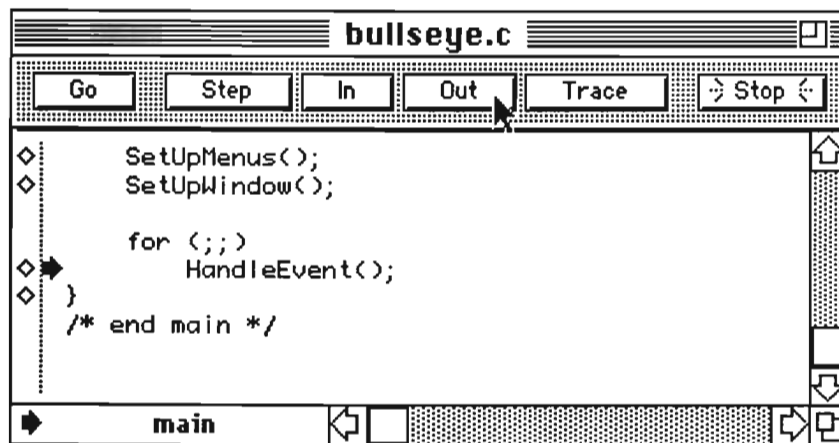 bullseye.c
Go Step In Out Trace Stop
SetUpMenus();
SetUpWindow();
for (;;)
HandleEvent();
}
/* end main */
main